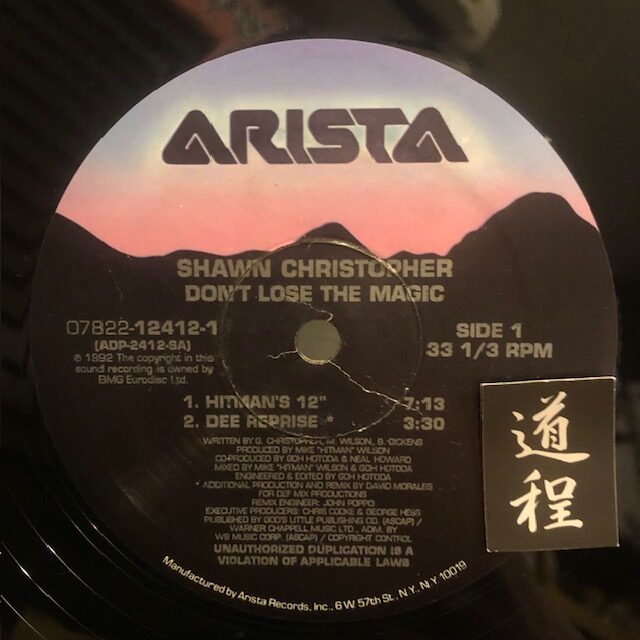 ARISTA
SHAWN CHRISTOPHER
DON'T LOSE THE MAGIC
07822-12412-1
(ADP-2412-SA)
℗ 1992 The copyright in this
sound recording is owned by
BMG Eurodisc Ltd.
SIDE 1
33 1/3 RPM
1. HITMAN'S 12" 7:13
2. DEE REPRISE * 3:30
WRITTEN BY G. CHRISTOPHER, M. WILSON, B. DICKENS
PRODUCED BY MIKE "HITMAN" WILSON
CO-PRODUCED BY GOH HOTODA & NEAL HOWARD
MIXED BY MIKE "HITMAN" WILSON & GOH HOTODA
ENGINEERED & EDITED BY GOH HOTODA
* ADDITIONAL PRODUCTION AND REMIX BY DAVID MORALES
FOR DEF MIX PRODUCTIONS
REMIX ENGINEER: JOHN POPPO
EXECUTIVE PRODUCERS: CHRIS COOKE & GEORGE HESS
PUBLISHED BY GOD'S LITTLE PUBLISHING CO. (ASCAP) /
WARNER CHAPPELL MUSIC LTD., ADM. BY
WB MUSIC CORP. (ASCAP) / COPYRIGHT CONTROL
UNAUTHORIZED DUPLICATION IS A
VIOLATION OF APPLICABLE LAWS
Manufactured by Arista Records, Inc., 6 W 57th St., N.Y., N.Y. 10019
道程